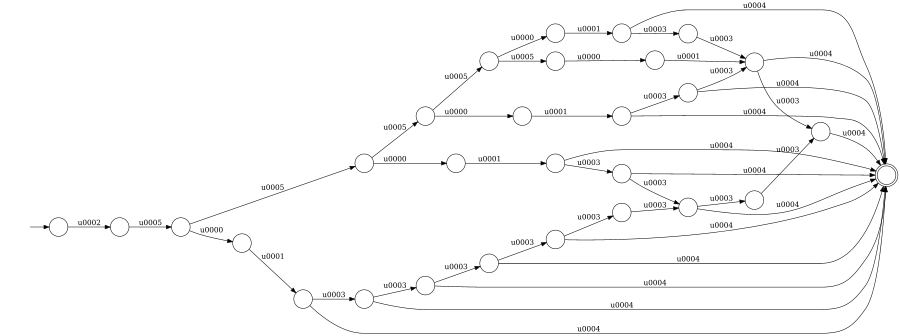 u0004
u0000 u0001 u0003 u0003
u0005 u0000 u0001 u0004
u0005 u0003 u0003 u0004
u0005 u0000 u0001 u0004 u0003 u0004
u0000 u0001 u0004 u0003
u0005 u0003 u0004
u0003 u0003 u0004
u0002 u0005 u0000 u0003 u0004
u0003
u0001 u0003 u0004
u0003 u0003 u0004
u0004
u0004